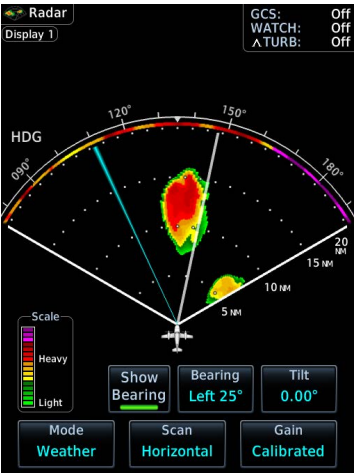 Radar
Display 1
GCS: Off
WATCH: Off
TURB: Off
HDG
090°
120°
150°
180°
20 NM
15 NM
10 NM
5 NM
Scale
Heavy
Light
Show Bearing
Bearing
Left 25°
Tilt
0.00°
Mode
Weather
Scan
Horizontal
Gain
Calibrated